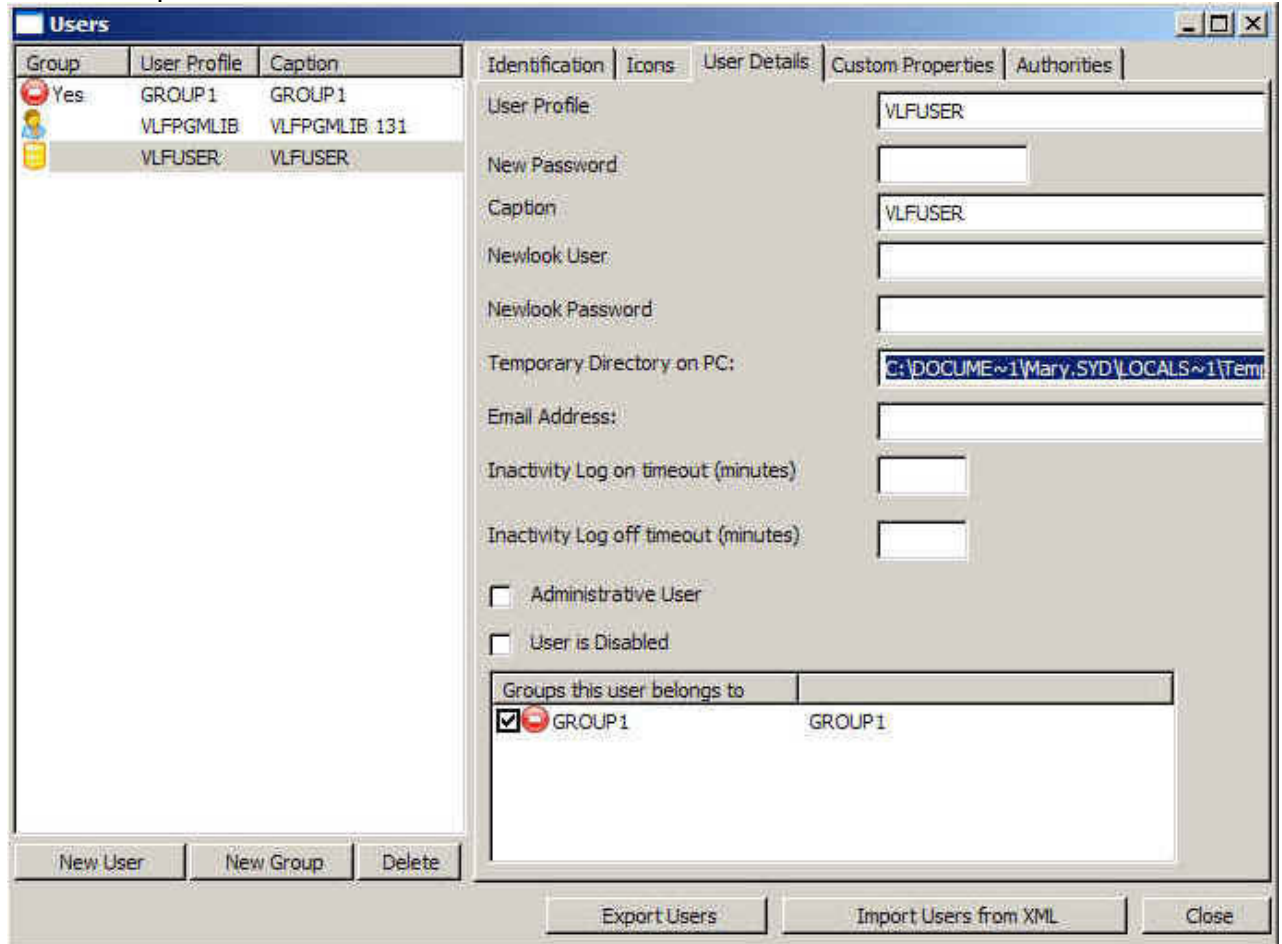 Users
Group User Profile Caption
Yes GROUP1 GROUP1
VLFPGMLIB VLFPGMLIB 131
VLFUSER VLFUSER
New User New Group Delete
Identification Icons User Details Custom Properties Authorities
User Profile VLFUSER
New Password
Caption VLFUSER
Newlook User
Newlook Password
Temporary Directory on PC: C:\DOCUME~1\Mary.SYD\LOCALS~1\Temp
Email Address:
Inactivity Log on timeout (minutes)
Inactivity Log off timeout (minutes)
Administrative User
User is Disabled
Groups this user belongs to
GROUP1 GROUP1
Export Users Import Users from XML Close